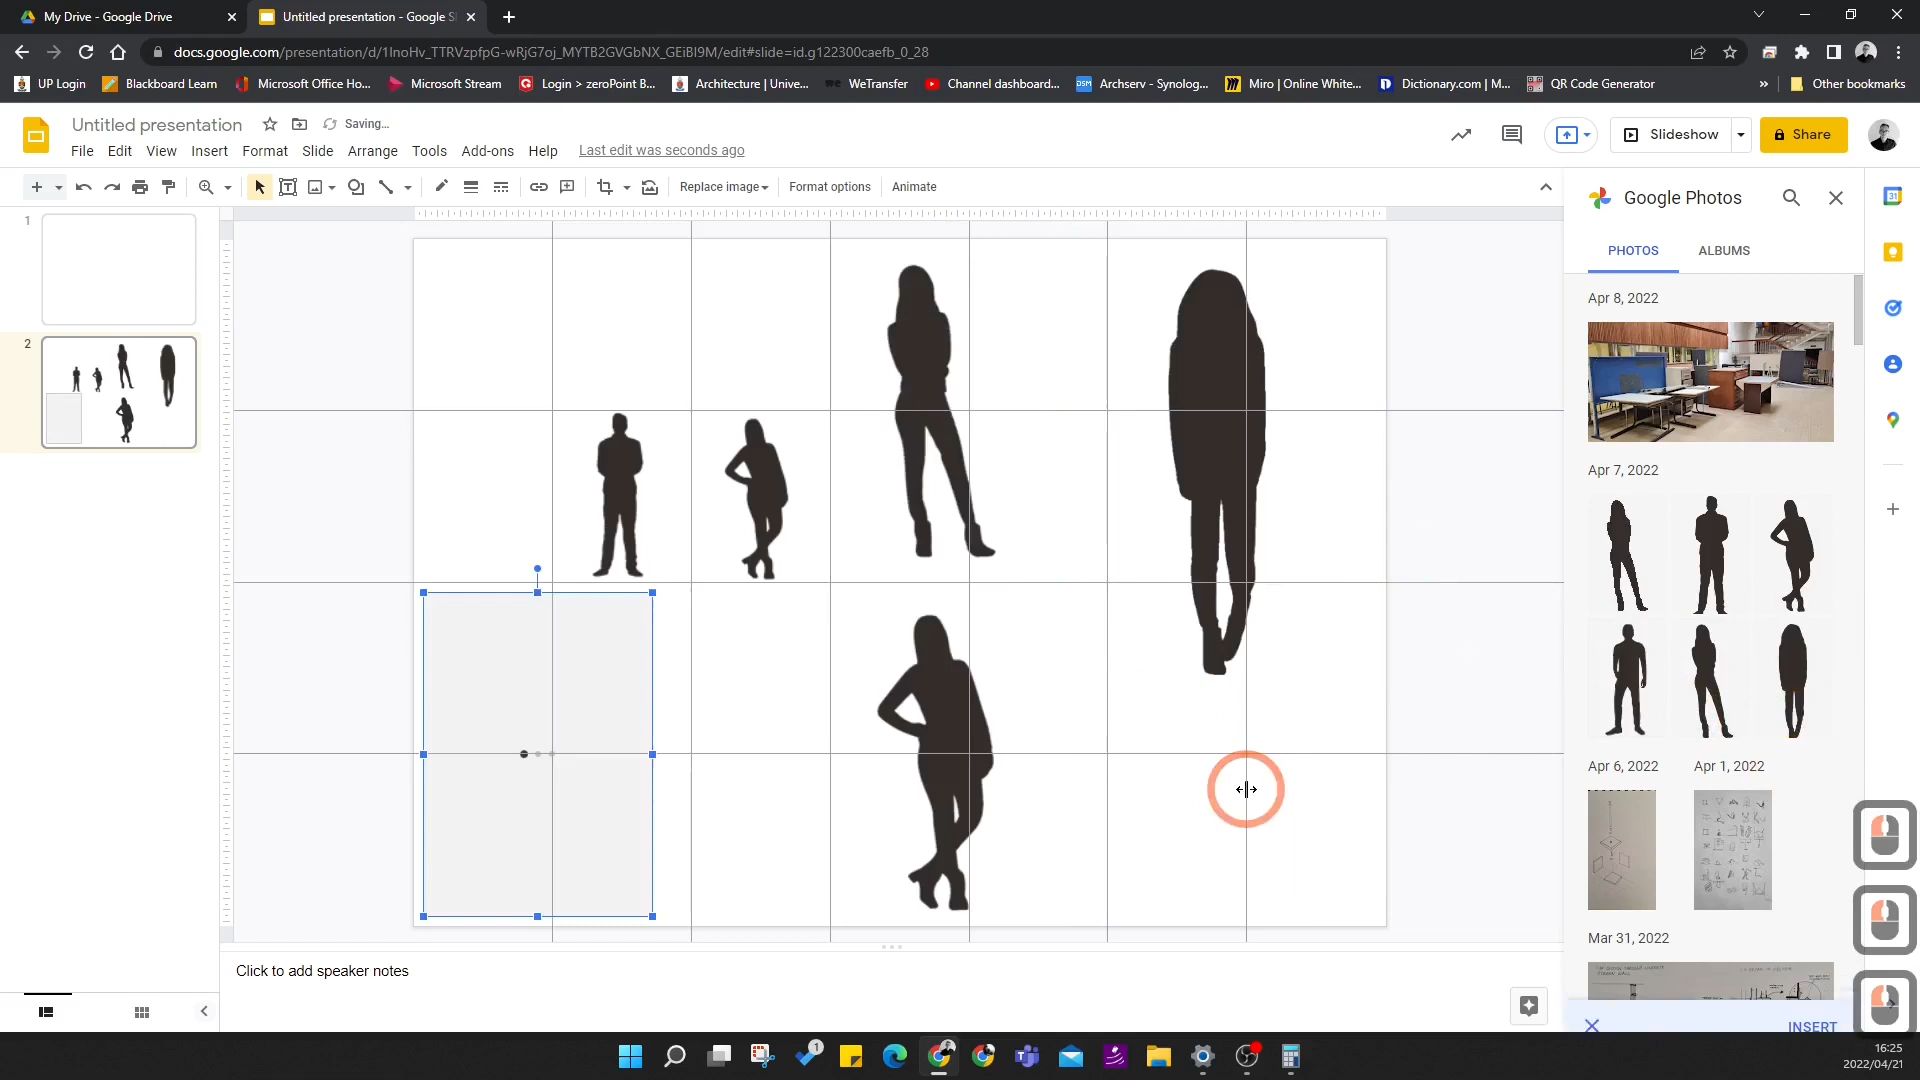 My Drive - Google Drive
Untitled presentation - Google Sl
docs.google.com/presentation/d/1InoHv_TTRVzpfpG-wRjG7oj_MYTB2GVGbNX_GEiBI9M/edit#slide=id.g122300caefb_0_28
UP Login
Blackboard Learn
Microsoft Office Ho...
Microsoft Stream
Login > zeroPoint B...
Architecture | Unive...
WeTransfer
Channel dashboard...
Archserv - Synolog...
Miro | Online White...
Dictionary.com | M...
QR Code Generator
»
Other bookmarks
Untitled presentation
Saving...
File Edit View Insert Format Slide Arrange Tools Add-ons Help
Last edit was seconds ago
Slideshow
Share
Replace image
Format options
Animate
1
2
Google Photos
PHOTOS
ALBUMS
Apr 8, 2022
Apr 7, 2022
Apr 6, 2022
Apr 1, 2022
Mar 31, 2022
INSERT
Click to add speaker notes
1
16:25
2022/04/21